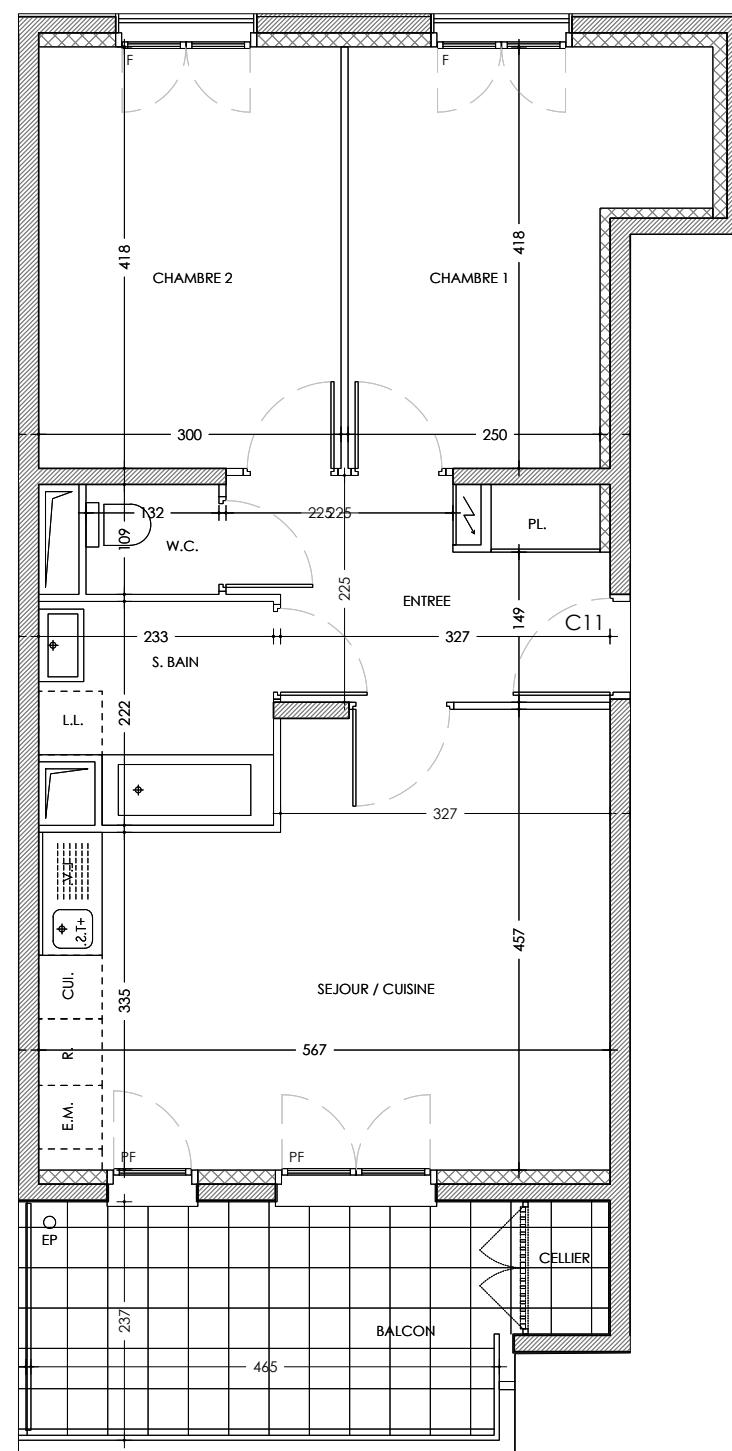 F
F
418
418
CHAMBRE 2
CHAMBRE 1
300
250
132
225
225
PL.
109
W.C.
225
ENTREE
149
C11
233
327
S. BAIN
L.L.
222
327
L.V.
+T.S.
457
CUI.
335
SEJOUR / CUISINE
R.
567
E.M.
PF
PF
EP
CELLIER
237
BALCON
465